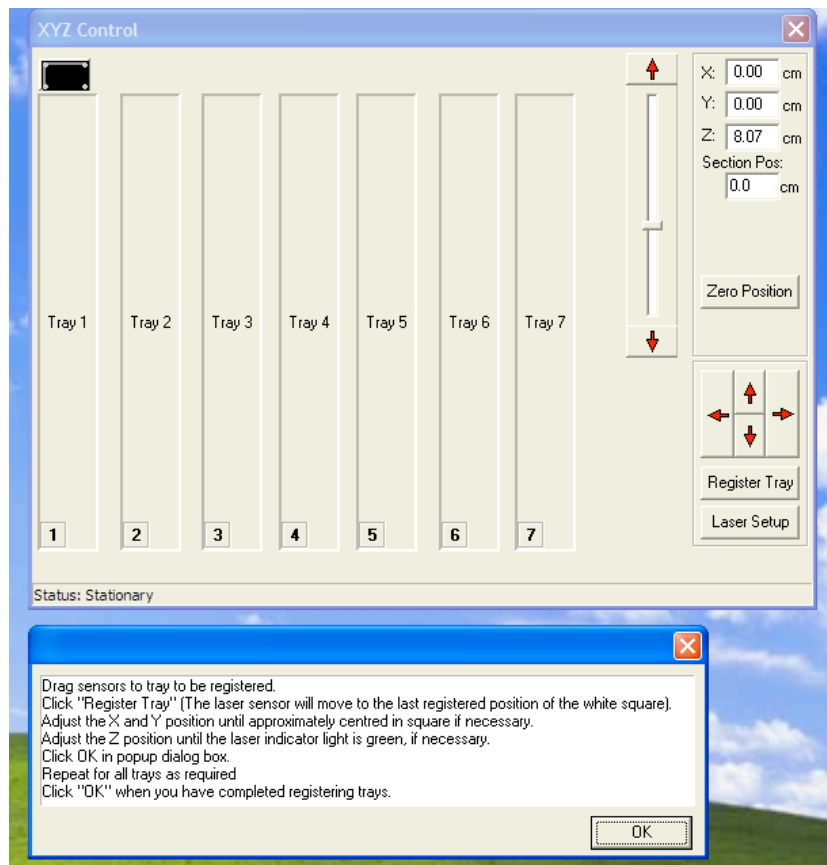 XYZ Control
X: 0.00 cm
Y: 0.00 cm
Z: 8.07 cm
Section Pos:
0.0 cm
Zero Position
Tray 1 Tray 2 Tray 3 Tray 4 Tray 5 Tray 6 Tray 7
Register Tray
Laser Setup
1 2 3 4 5 6 7
Status: Stationary
Drag sensors to tray to be registered.
Click "Register Tray" (The laser sensor will move to the last registered position of the white square).
Adjust the X and Y position until approximately centred in square if necessary.
Adjust the Z position until the laser indicator light is green, if necessary.
Click OK in popup dialog box.
Repeat for all trays as required
Click "OK" when you have completed registering trays.
OK